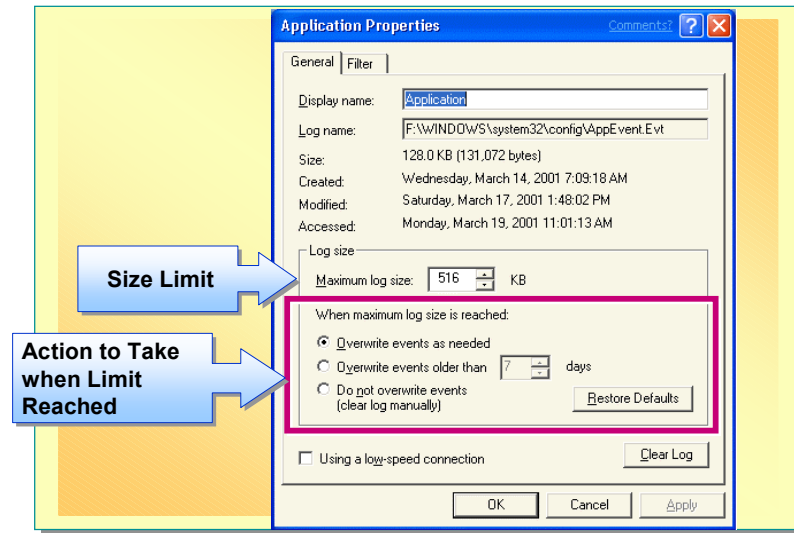 Application Properties
Comments?
General
Filter
Display name:
Application
Log name:
F:\WINDOWS\system32\config\AppEvent.Evt
Size:
128.0 KB (131,072 bytes)
Created:
Wednesday, March 14, 2001 7:09:18 AM
Modified:
Saturday, March 17, 2001 1:48:02 PM
Accessed:
Monday, March 19, 2001 11:01:13 AM
Log size
Size Limit
Maximum log size:
516
KB
When maximum log size is reached:
Action to Take
when Limit
Reached
Overwrite events as needed
Overwrite events older than
7
days
Do not overwrite events
(clear log manually)
Restore Defaults
Using a low-speed connection
Clear Log
OK
Cancel
Apply